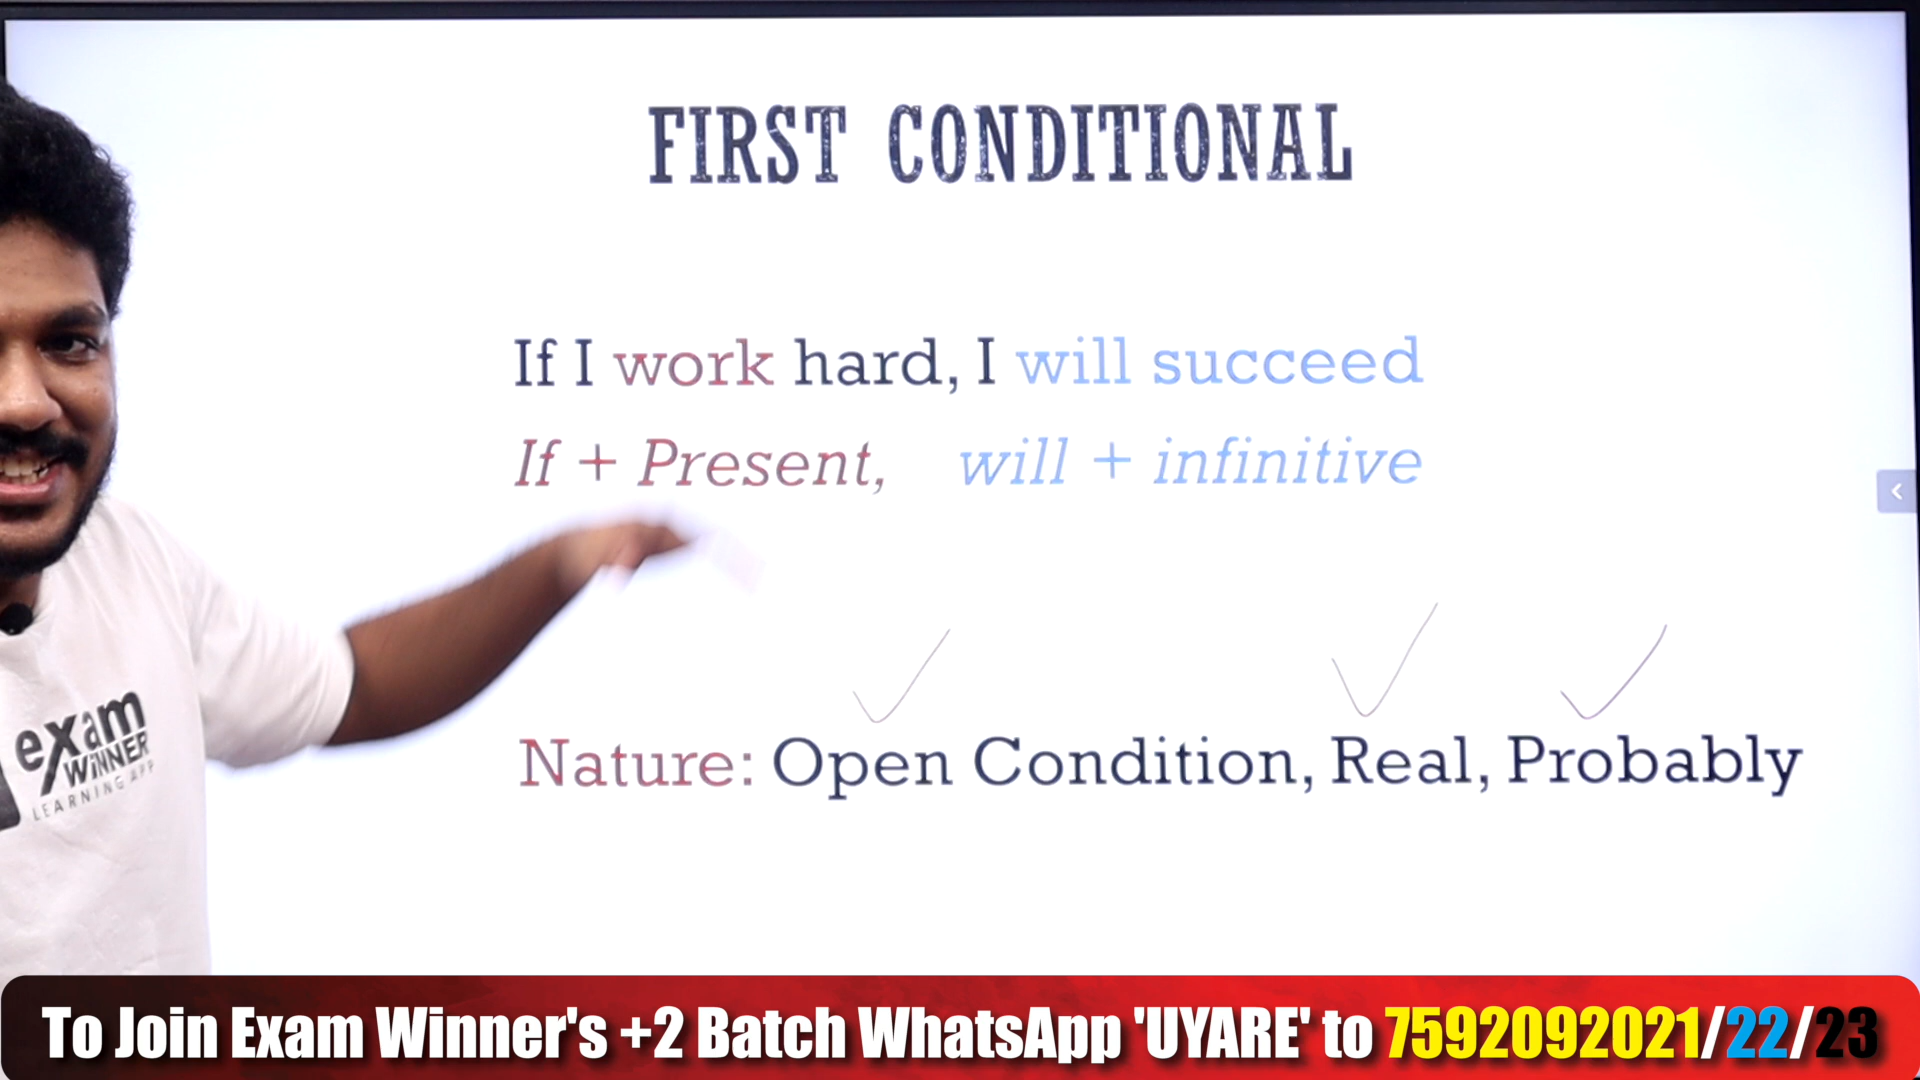 FIRST CONDITIONAL
If I work hard, I will succeed
If + Present, will + infinitive
Nature: Open Condition, Real, Probably
exam
WINNER
LEARNING APP
To Join Exam Winner's +2 Batch WhatsApp 'UYARE' to 7592092021/22/23